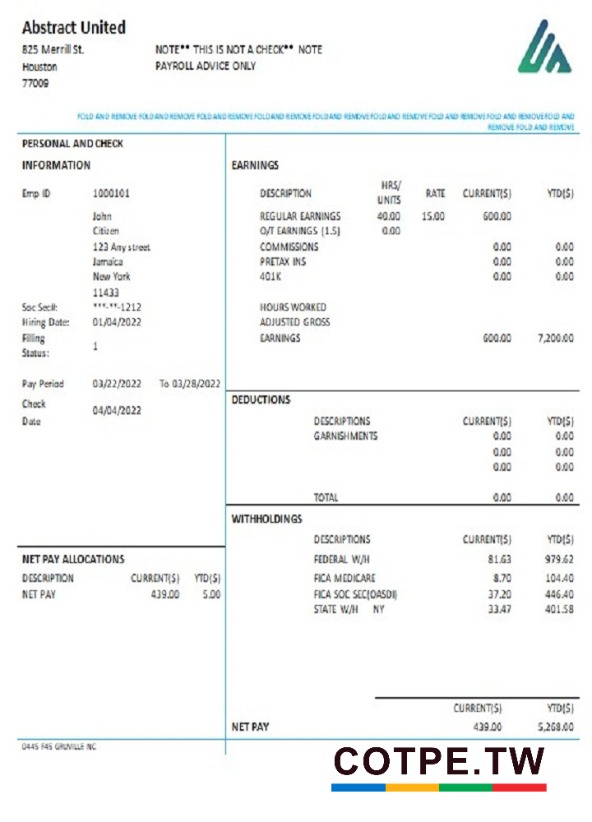 Abstract United
825 Merrill St.
Houston
77009
NOTE** THIS IS NOT A CHECK** NOTE
PAYROLL ADVICE ONLY
FOLD AND REMOVE FOLD AND REMOVE FOLD AND REMOVE FOLD AND REMOVE FOLD AND REMOVE FOLD AND REMOVE FOLD AND REMOVE FOLD AND REMOVE FOLD AND
REMOVE FOLD AND REMOVE
PERSONAL AND CHECK
INFORMATION
Emp ID 1000101
John
Citizen
123 Any street
Jamaica
New York
11433
Soc Sec#: ***-**-1212
Hiring Date: 01/04/2022
Filling
Status: 1
Pay Period 03/22/2022 To 03/28/2022
Check
Date 04/04/2022
EARNINGS
DESCRIPTION HRS/ UNITS RATE CURRENT($) YTD($)
REGULAR EARNINGS 40.00 15.00 600.00
O/T EARNINGS (1.5) 0.00
COMMISSIONS 0.00 0.00
PRETAX INS 0.00 0.00
401K 0.00 0.00
HOURS WORKED
ADJUSTED GROSS
EARNINGS 600.00 7,200.00
DEDUCTIONS
DESCRIPTIONS CURRENT($) YTD($)
GARNISHMENTS 0.00 0.00
0.00 0.00
0.00 0.00
TOTAL 0.00 0.00
WITHHOLDINGS
DESCRIPTIONS CURRENT($) YTD($)
FEDERAL W/H 81.63 979.62
FICA MEDICARE 8.70 104.40
FICA SOC SEC(OASDI) 37.20 446.40
STATE W/H NY 33.47 401.58
NET PAY ALLOCATIONS
DESCRIPTION CURRENT($) YTD($)
NET PAY 439.00 5.00
CURRENT($) YTD($)
NET PAY 439.00 5,268.00
0445 F45 GRUVILLE NC
COTPE.TW